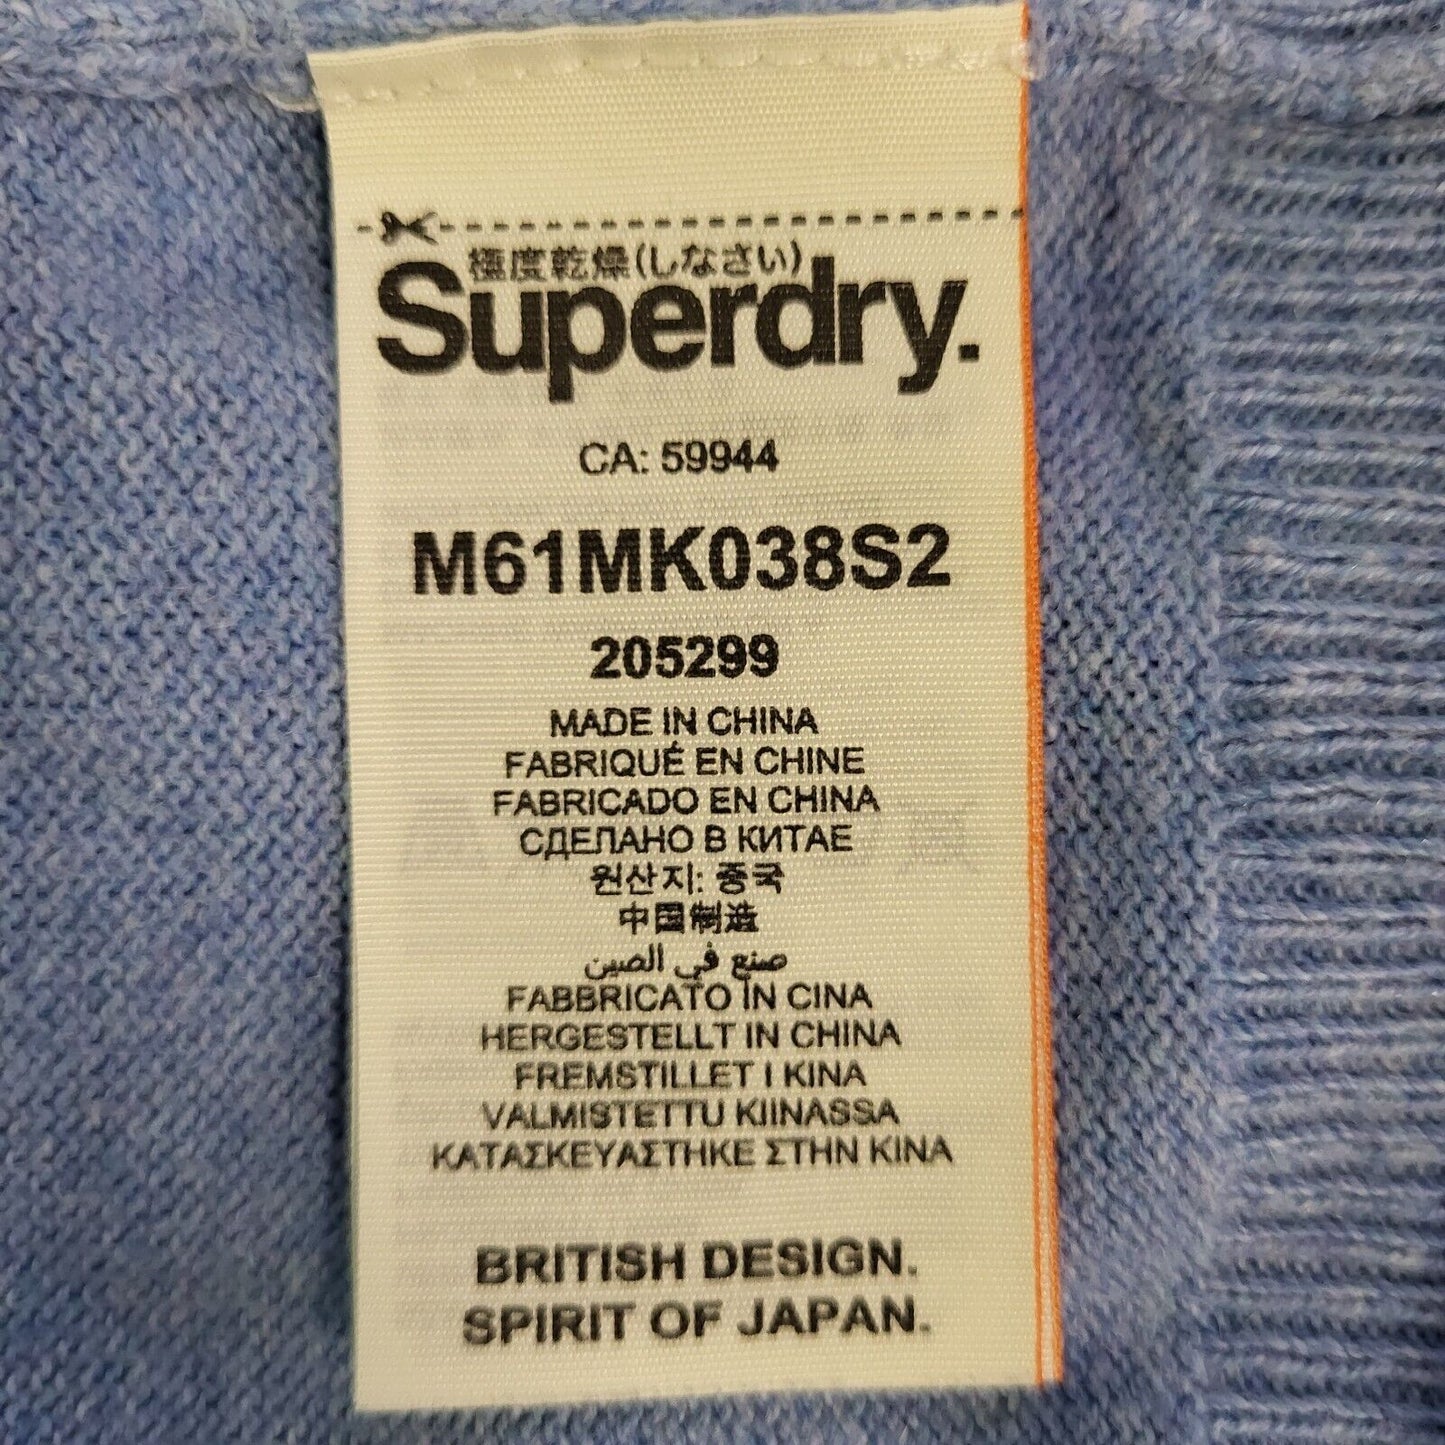 極度乾燥(しなさい)
Superdry.
CA: 59944
M61MK038S2
205299
MADE IN CHINA
FABRIQUÉ EN CHINE
FABRICADO EN CHINA
СДЕЛАНО В КИТАЕ
원산지: 중국
中国制造
صنع في الصين
FABBRICATO IN CINA
HERGESTELLT IN CHINA
FREMSTILLET I KINA
VALMISTETTU KIINASSA
ΚΑΤΑΣΚΕΥΑΣΤΗΚΕ ΣΤΗΝ ΚΙΝΑ
BRITISH DESIGN.
SPIRIT OF JAPAN.